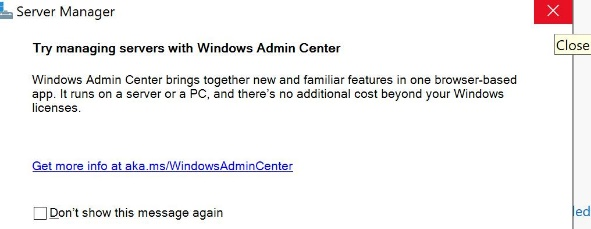 Server Manager
Close
Try managing servers with Windows Admin Center
Windows Admin Center brings together new and familiar features in one browser-based
app. It runs on a server or a PC, and there's no additional cost beyond your Windows
licenses.
Get more info at aka.ms/WindowsAdminCenter
Don't show this message again